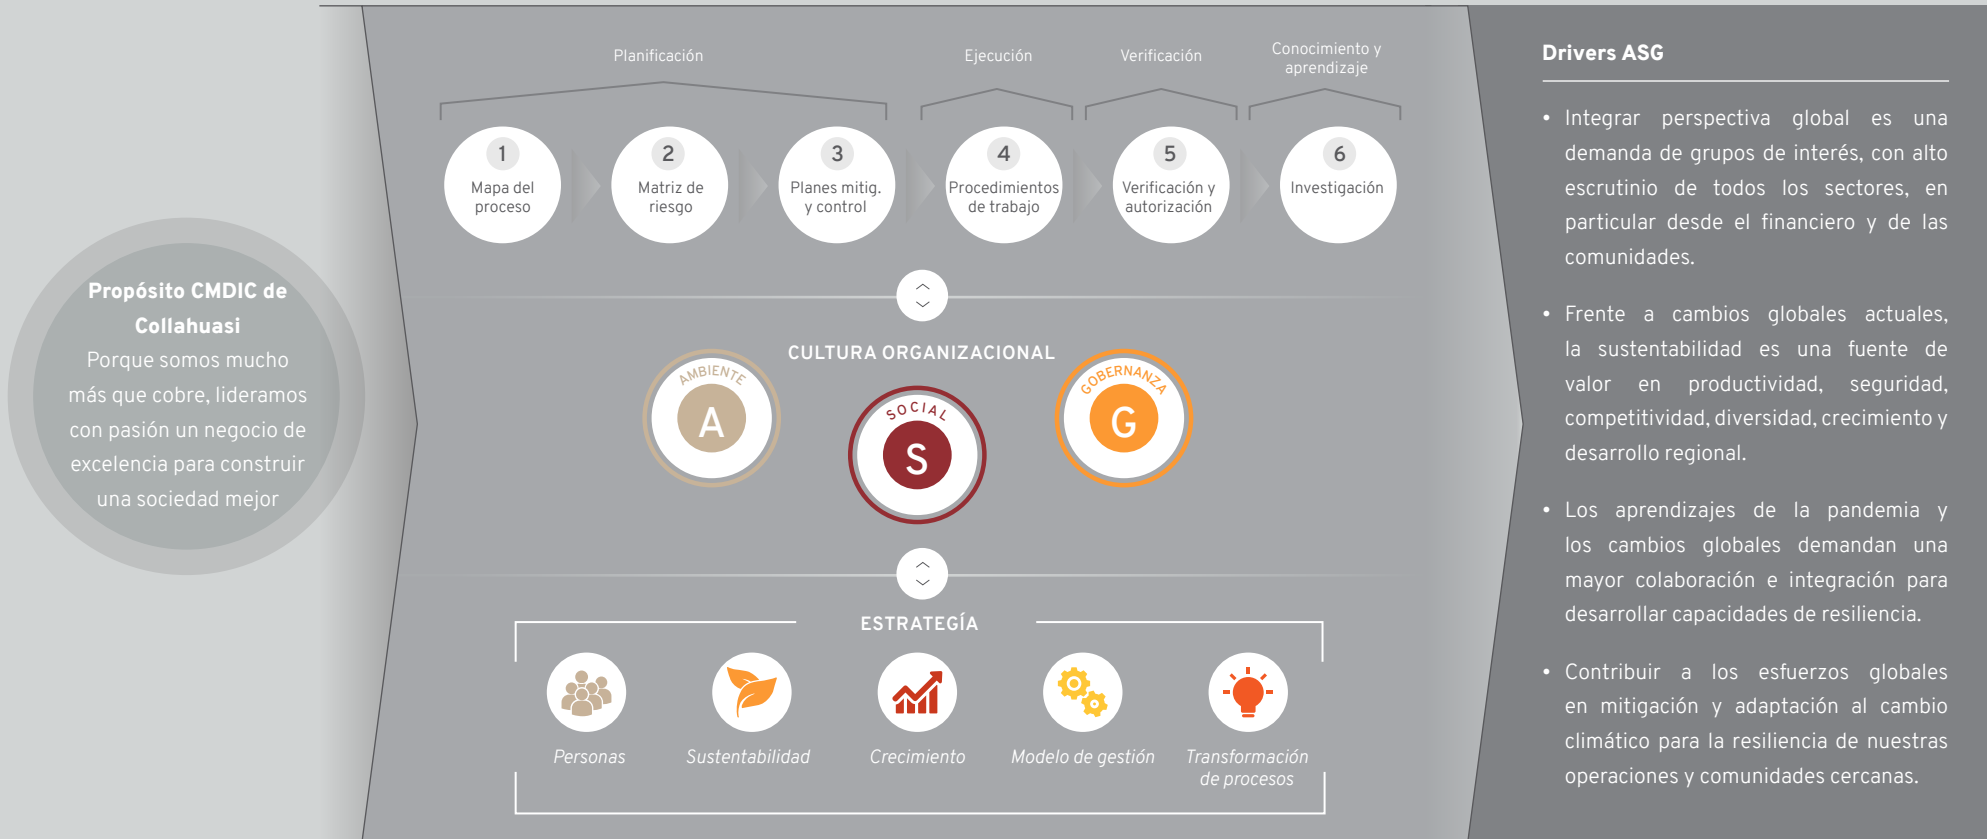 Propósito CMDIC de
Collahuasi
Porque somos mucho
más que cobre, lideramos
con pasión un negocio de
excelencia para construir
una sociedad mejor
Planificación
Ejecución
Verificación
Conocimiento y
aprendizaje
1
Mapa del
proceso
2
Matriz de
riesgo
3
Planes mitig.
y control
4
Procedimientos
de trabajo
5
Verificación y
autorización
6
Investigación
CULTURA ORGANIZACIONAL
AMBIENTE
A
SOCIAL
S
GOBERNANZA
G
ESTRATEGÍA
Personas
Sustentabilidad
Crecimiento
Modelo de gestión
Transformación
de procesos
Drivers ASG
• Integrar perspectiva global es una
demanda de grupos de interés, con alto
escrutinio de todos los sectores, en
particular desde el financiero y de las
comunidades.
• Frente a cambios globales actuales,
la sustentabilidad es una fuente de
valor en productividad, seguridad,
competitividad, diversidad, crecimiento y
desarrollo regional.
• Los aprendizajes de la pandemia y
los cambios globales demandan una
mayor colaboración e integración para
desarrollar capacidades de resiliencia.
• Contribuir a los esfuerzos globales
en mitigación y adaptación al cambio
climático para la resiliencia de nuestras
operaciones y comunidades cercanas.